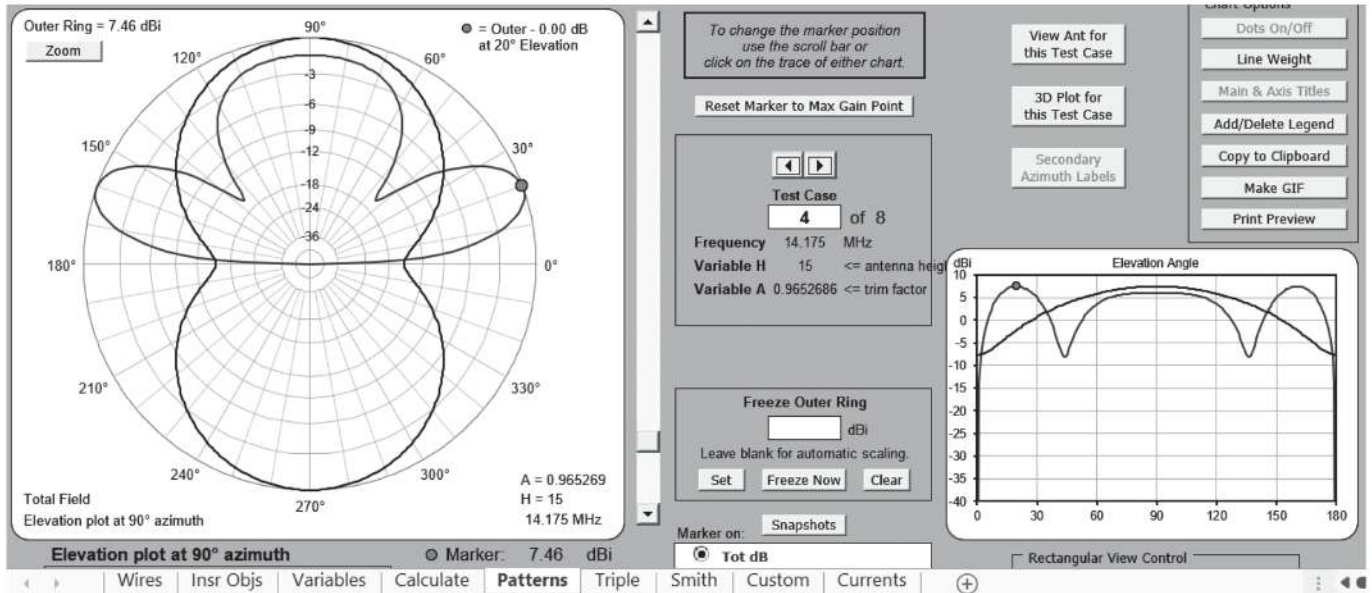 Outer Ring = 7.46 dBi
Zoom
= Outer - 0.00 dB
at 20° Elevation
90°
120°
60°
150°
30°
180°
0°
210°
330°
240°
300°
270°
-3
-6
-9
-12
-18
-24
-36
Total Field
Elevation plot at 90° azimuth
A = 0.965269
H = 15
14.175 MHz
Elevation plot at 90° azimuth
Marker: 7.46 dBi
To change the marker position
use the scroll bar or
click on the trace of either chart.
Reset Marker to Max Gain Point
Test Case
4 of 8
Frequency 14.175 MHz
Variable H 15 <= antenna heig
Variable A 0.9652686 <= trim factor
Freeze Outer Ring
dBi
Leave blank for automatic scaling.
Set Freeze Now Clear
Marker on: Snapshots
Tot dB
View Ant for
this Test Case
3D Plot for
this Test Case
Secondary
Azimuth Labels
Chart Options
Dots On/Off
Line Weight
Main & Axis Titles
Add/Delete Legend
Copy to Clipboard
Make GIF
Print Preview
dBi
Elevation Angle
10
5
0
-5
-10
-15
-20
-25
-30
-35
-40
0 30 60 90 120 150 180
Rectangular View Control
Wires Insr Objs Variables Calculate Patterns Triple Smith Custom Currents